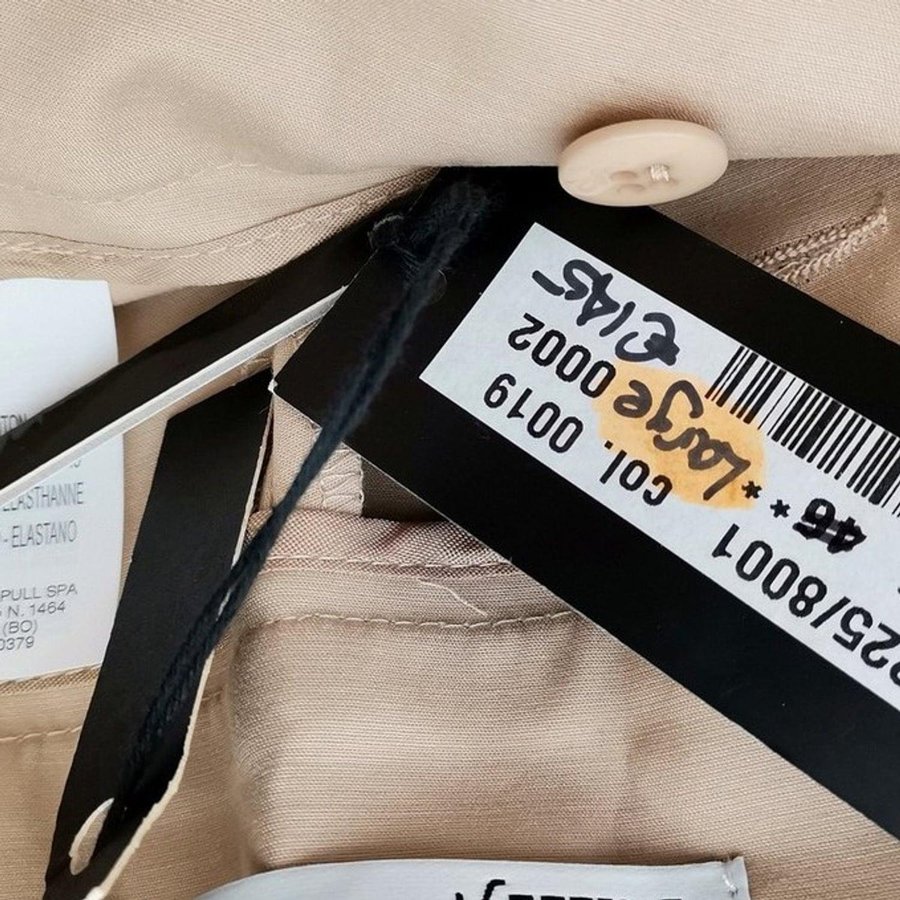 €145-
0002
Large
col. 0019
* 46 *
225/8001
ELASTHANNE
- ELASTANO
PULL SPA
N. 1464
(BO)
0379